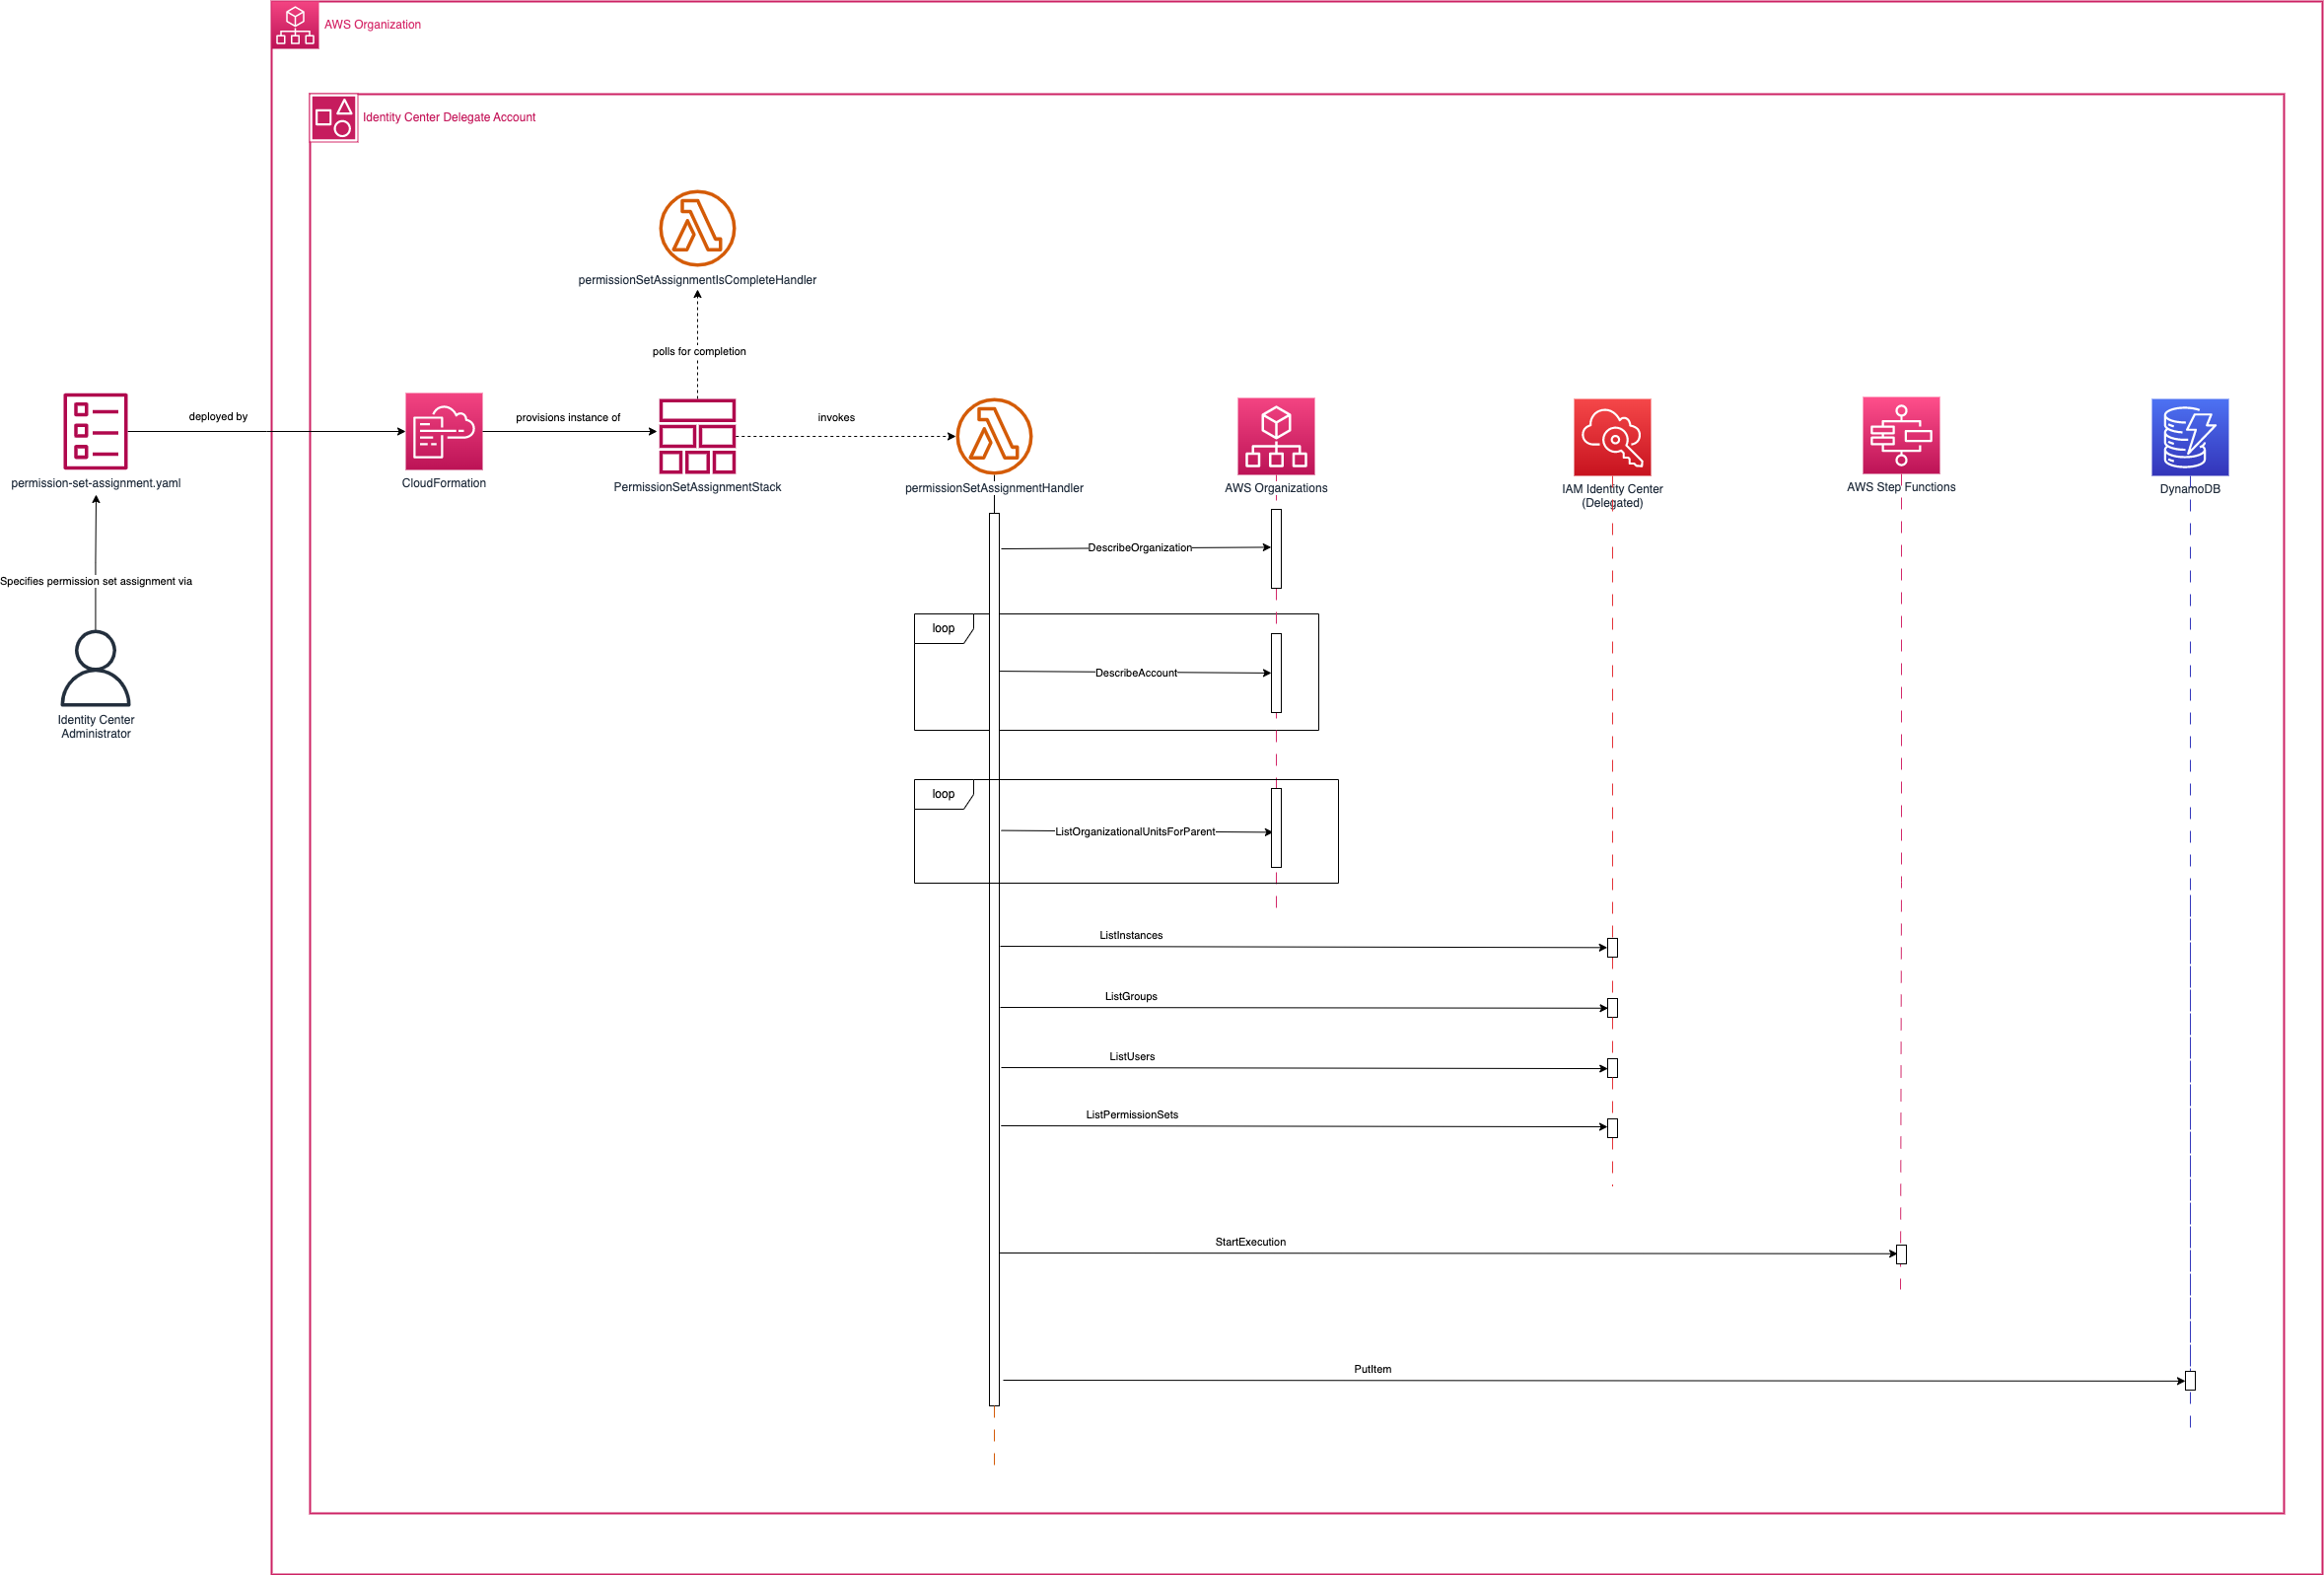 AWS Organization
Identity Center Delegate Account
permissionSetAssignmentIsCompleteHandler
polls for completion
deployed by
provisions instance of
invokes
permission-set-assignment.yaml
CloudFormation
PermissionSetAssignmentStack
permissionSetAssignmentHandler
AWS Organizations
IAM Identity Center
(Delegated)
AWS Step Functions
DynamoDB
DescribeOrganization
Specifies permission set assignment via
loop
DescribeAccount
Identity Center
Administrator
loop
ListOrganizationalUnitsForParent
ListInstances
ListGroups
ListUsers
ListPermissionSets
StartExecution
PutItem